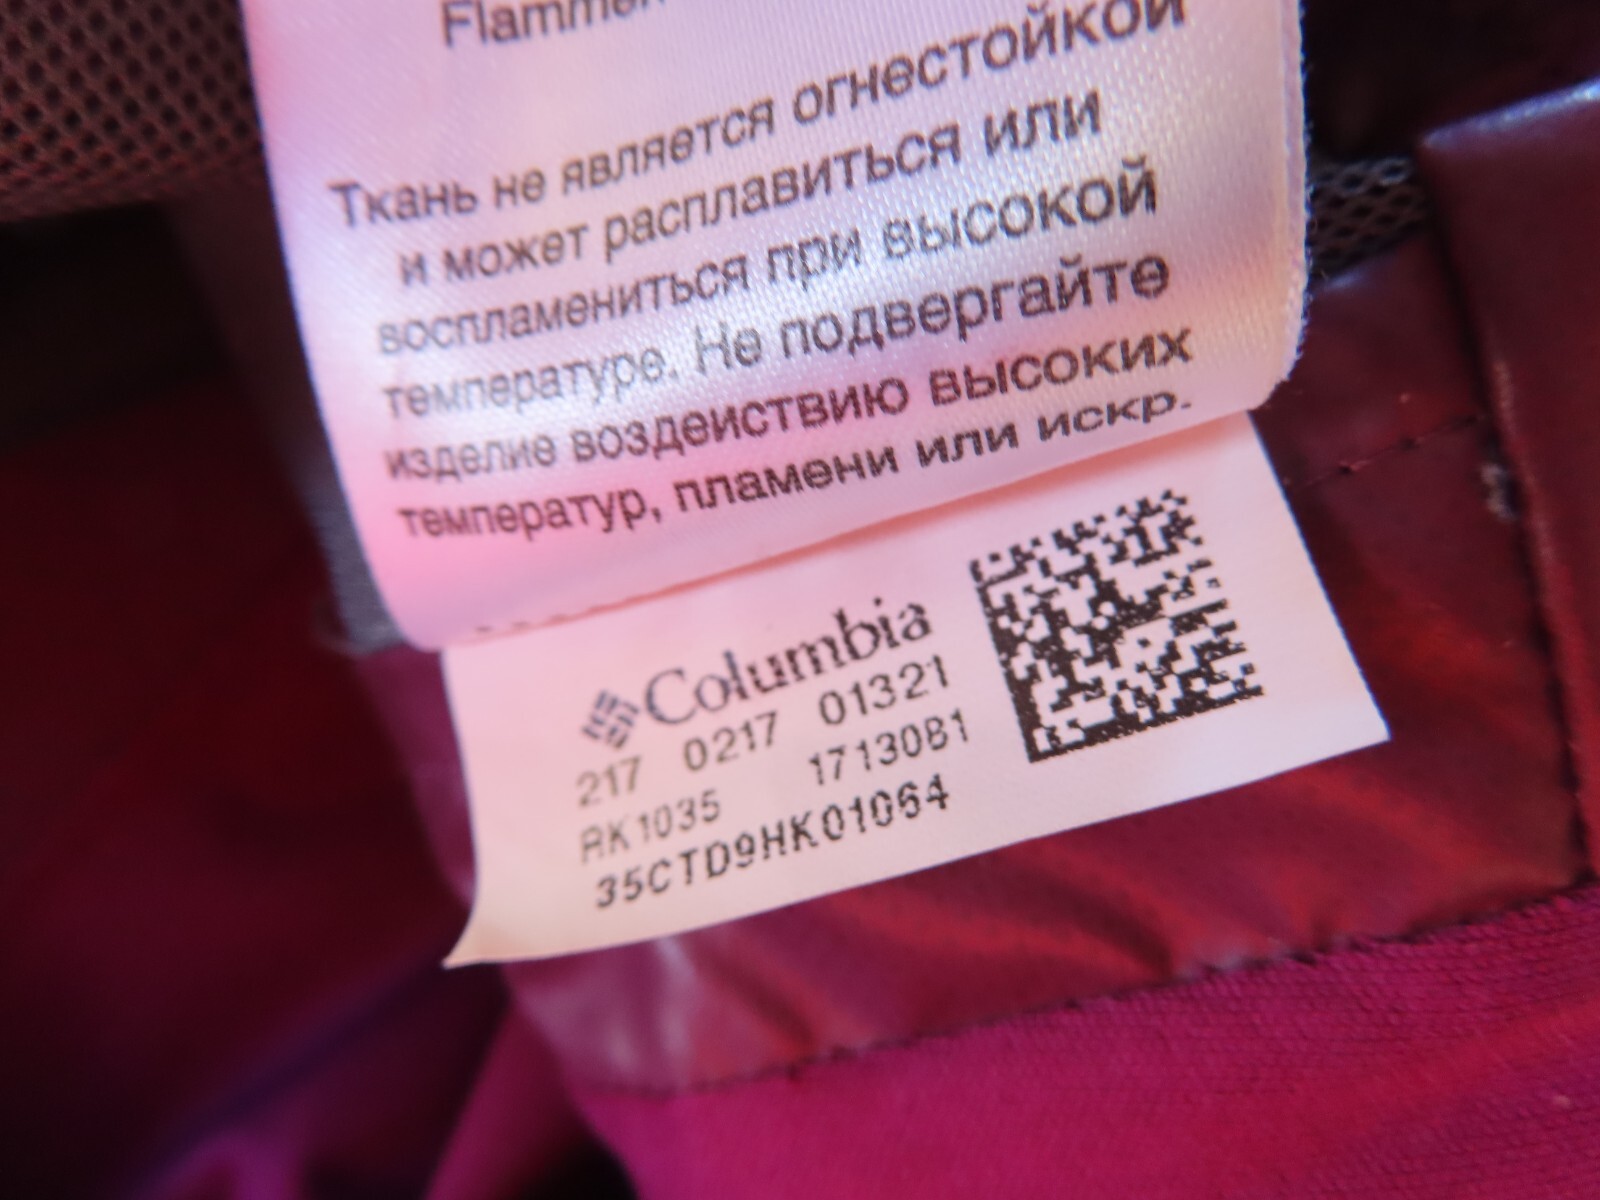 Ткань не является огнестойкой
и может расплавиться или
воспламениться при высокой
температуре. Не подвергайте
изделие воздействию высоких
температур, пламени или искр.
Columbia
217 0217 01321
RK1035 1713081
35CTD9HK01064